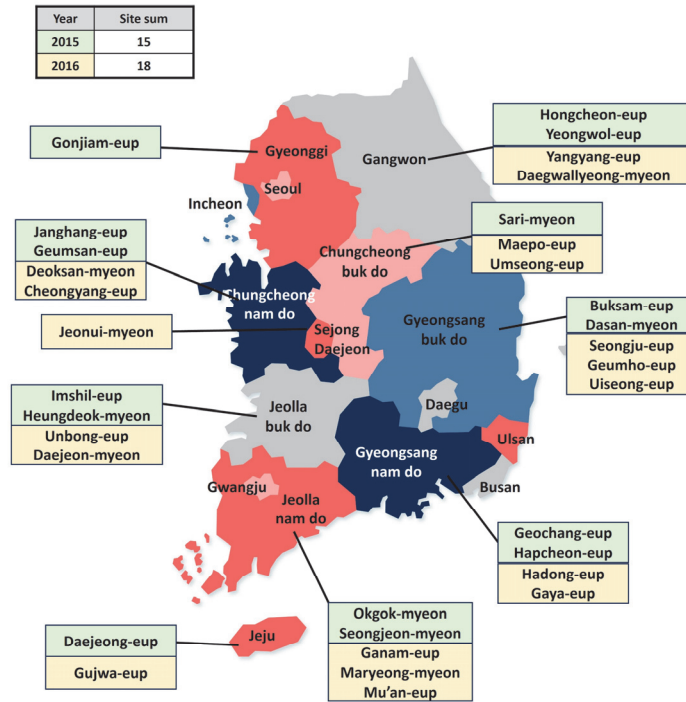 Year Site sum
2015 15
2016 18
Gonjiam-eup
Gyeonggi
Seoul
Incheon
Gangwon
Hongcheon-eup
Yeongwol-eup
Yangyang-eup
Daegwallyeong-myeon
Janghang-eup
Geumsan-eup
Deoksan-myeon
Cheongyang-eup
Chungcheong
buk do
Sari-myeon
Maepo-eup
Umseong-eup
Chungcheong
nam do
Jeonui-myeon
Sejong
Daejeon
Gyeongsang
buk do
Buksam-eup
Dasan-myeon
Seongju-eup
Geumho-eup
Uiseong-eup
Imshil-eup
Heungdeok-myeon
Unbong-eup
Daejeon-myeon
Jeolla
buk do
Daegu
Gyeongsang
nam do
Ulsan
Busan
Gwangju
Jeolla
nam do
Geochang-eup
Hapcheon-eup
Hadong-eup
Gaya-eup
Daejeong-eup
Gujwa-eup
Jeju
Okgok-myeon
Seongjeon-myeon
Ganam-eup
Maryeong-myeon
Mu'an-eup